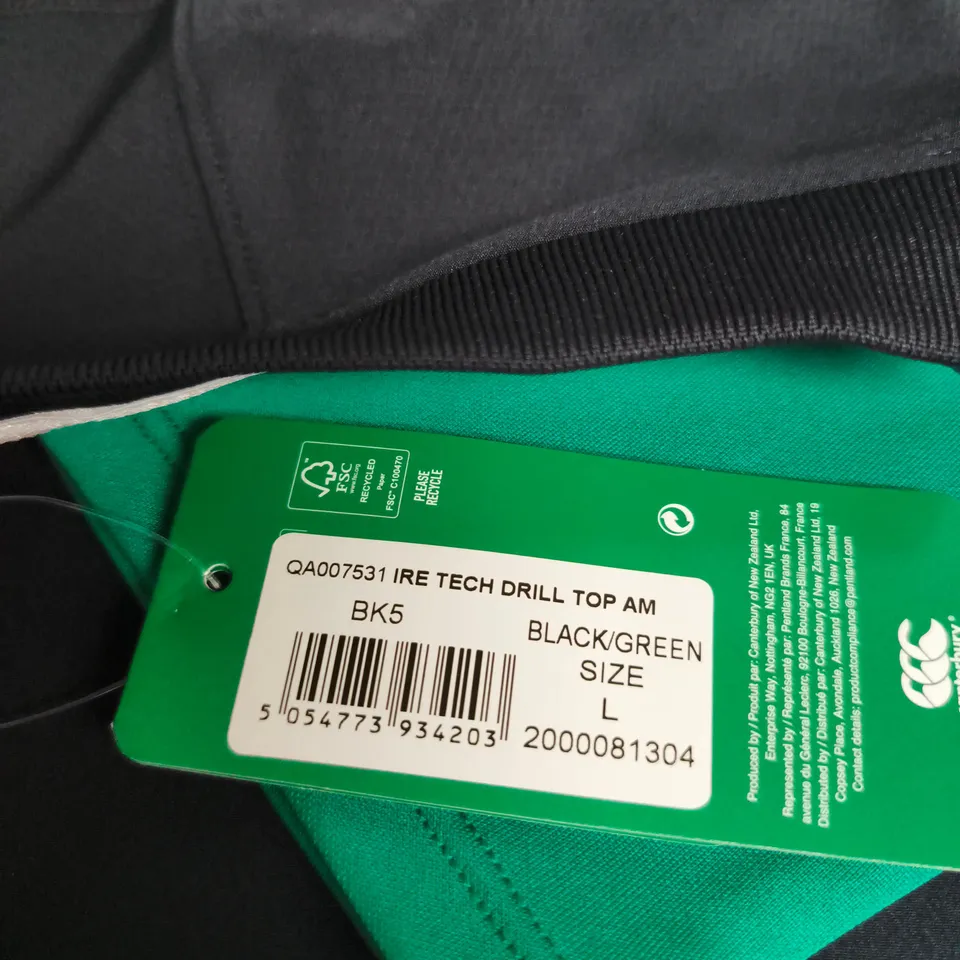 FSC
www.fsc.org
RECYCLED
Paper
FSC™ C100470
PLEASE
RECYCLE
QA007531 IRE TECH DRILL TOP AM
BK5
BLACK/GREEN
SIZE
L
5 054773 934203
2000081304
Produced by / Produit par: Canterbury of New Zealand Ltd,
Enterprise Way, Nottingham, NG2 1EN, UK
Represented by / Représenté par: Pentland Brands France, 84
avenue du Général Leclerc, 92100 Boulogne-Billancourt, France
Distributed by / Distribué par: Canterbury of New Zealand Ltd, 19
Copsey Place, Avondale, Auckland 1026, New Zealand
Contact details: productcompliance@pentland.com